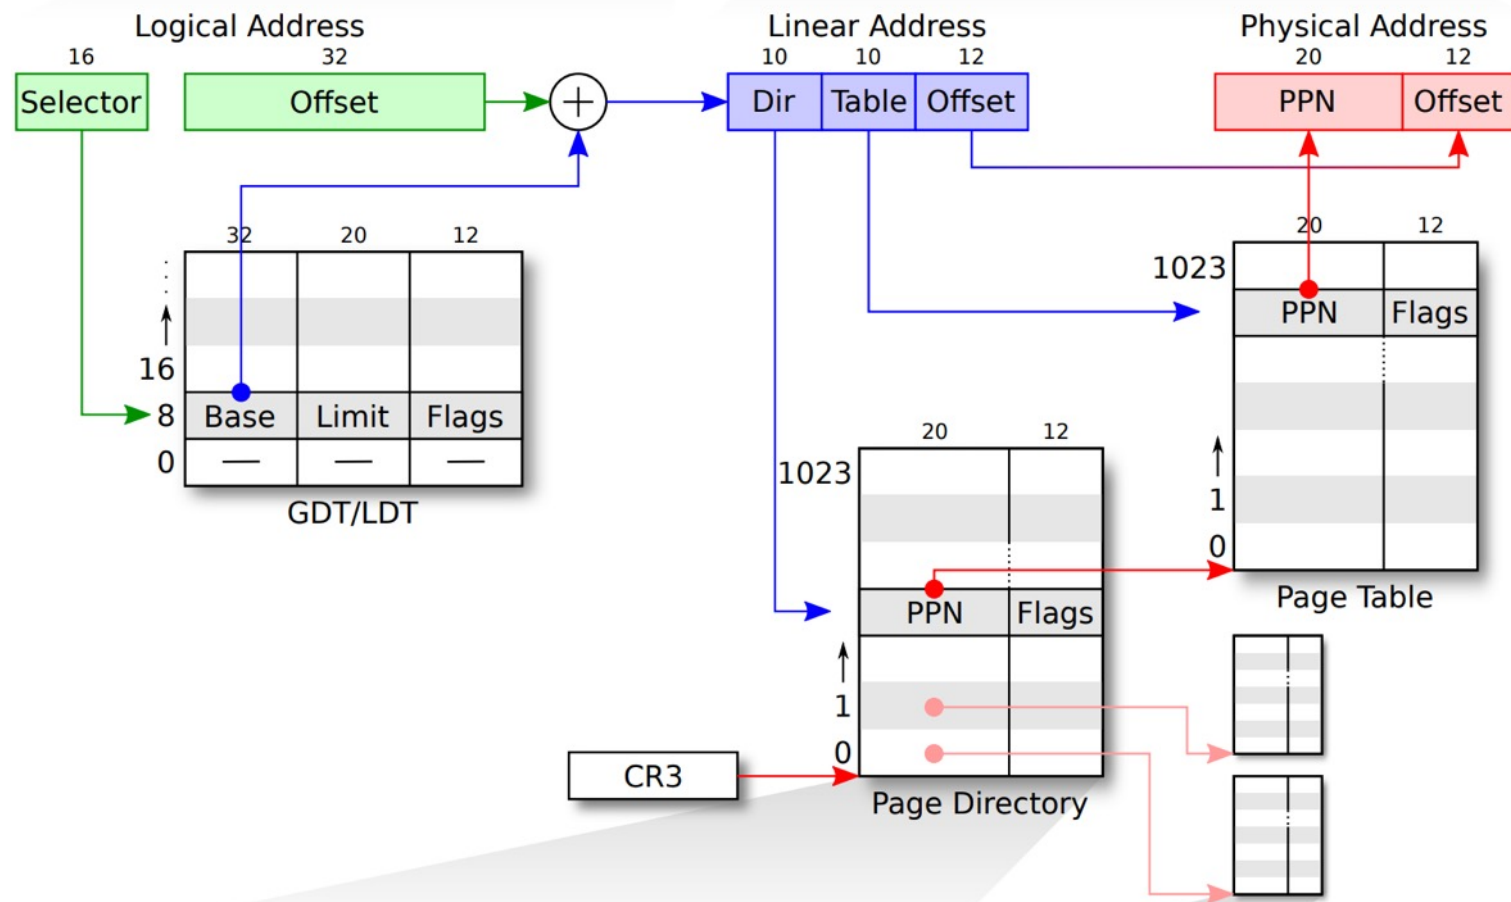 Logical Address
Linear Address
Physical Address
16
32
10
10
12
20
12
Selector
Offset
+
Dir
Table
Offset
PPN
Offset
32
20
12
16
8
Base
Limit
Flags
0
—
—
—
GDT/LDT
20
12
1023
PPN
Flags
1
0
Page Table
20
12
1023
PPN
Flags
1
0
CR3
Page Directory